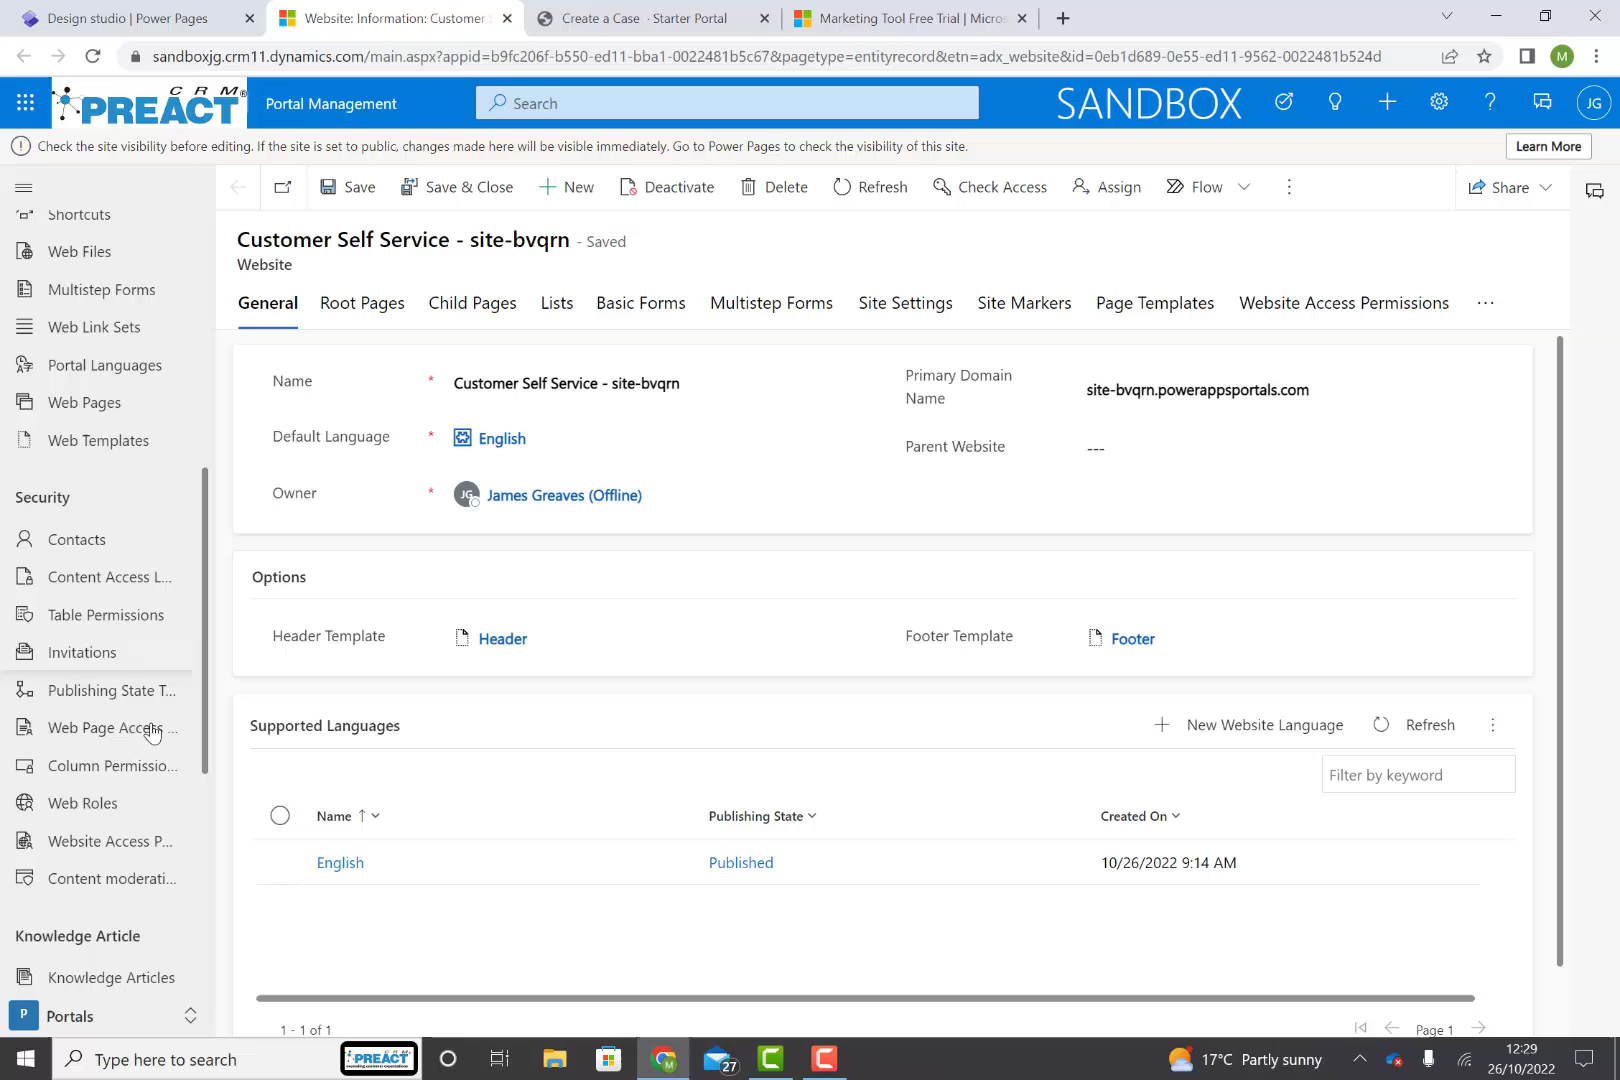 Design studio | Power Pages
Website: Information: Customer S
Create a Case · Starter Portal
Marketing Tool Free Trial | Micros
sandboxjg.crm11.dynamics.com/main.aspx?appid=b9fc206f-b550-ed11-bba1-0022481b5c67&pagetype=entityrecord&etn=adx_website&id=0eb1d689-0e55-ed11-9562-0022481b524d
M
CRM
PREACT®
Portal Management
Search
SANDBOX
JG
Check the site visibility before editing. If the site is set to public, changes made here will be visible immediately. Go to Power Pages to check the visibility of this site.
Learn More
Save
Save & Close
New
Deactivate
Delete
Refresh
Check Access
Assign
Flow
Share
Shortcuts
Web Files
Multistep Forms
Web Link Sets
Portal Languages
Web Pages
Web Templates
Security
Contacts
Content Access L...
Table Permissions
Invitations
Publishing State T...
Web Page Access ...
Column Permissio...
Web Roles
Website Access P...
Content moderati...
Knowledge Article
Knowledge Articles
P Portals
Customer Self Service - site-bvqrn - Saved
Website
General
Root Pages
Child Pages
Lists
Basic Forms
Multistep Forms
Site Settings
Site Markers
Page Templates
Website Access Permissions
...
Name * Customer Self Service - site-bvqrn
Default Language * English
Owner * JG James Greaves (Offline)
Primary Domain
Name
site-bvqrn.powerappsportals.com
Parent Website ---
Options
Header Template Header
Footer Template Footer
Supported Languages
New Website Language
Refresh
Filter by keyword
Name ↑
Publishing State
Created On
English
Published
10/26/2022 9:14 AM
1 - 1 of 1
Page 1
Type here to search
PREACT
M
27
17°C Partly sunny
12:29
26/10/2022